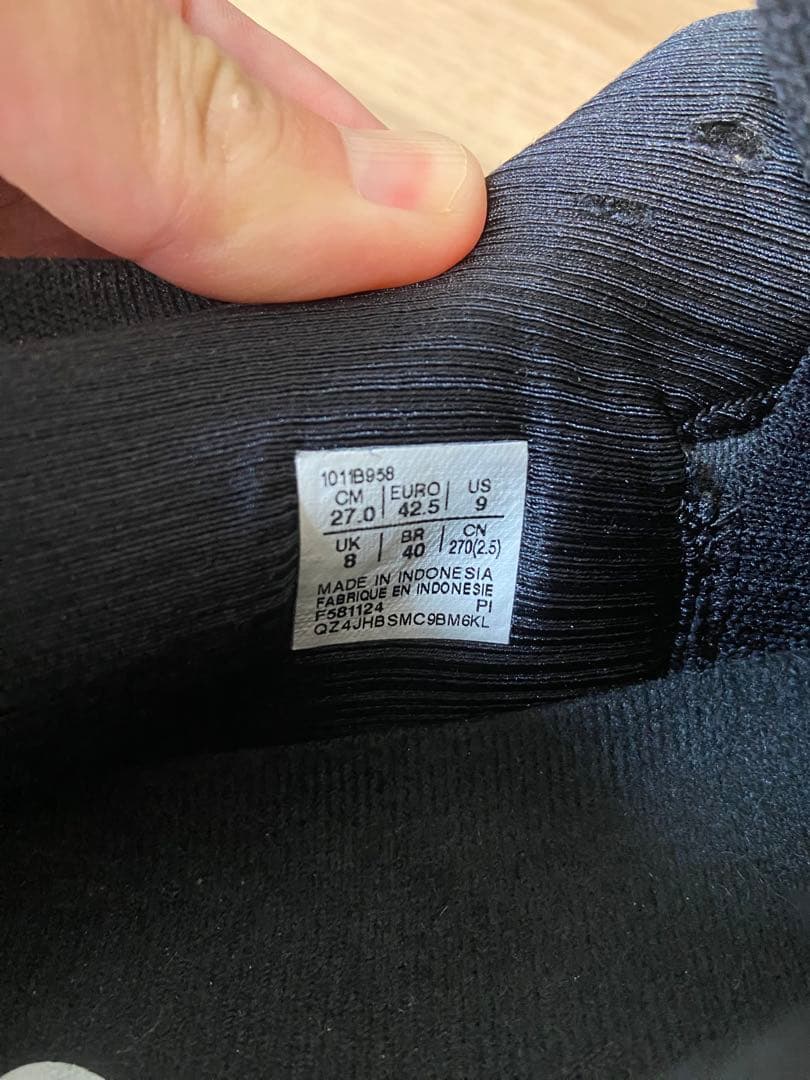 1011B958
CM | EURO | US
27.0 | 42.5 | 9
UK | BR | CN
8 | 40 | 270(2.5)
MADE IN INDONESIA
FABRIQUE EN INDONESIE
F581124 PI
QZ4JHBSMC9BM6KL